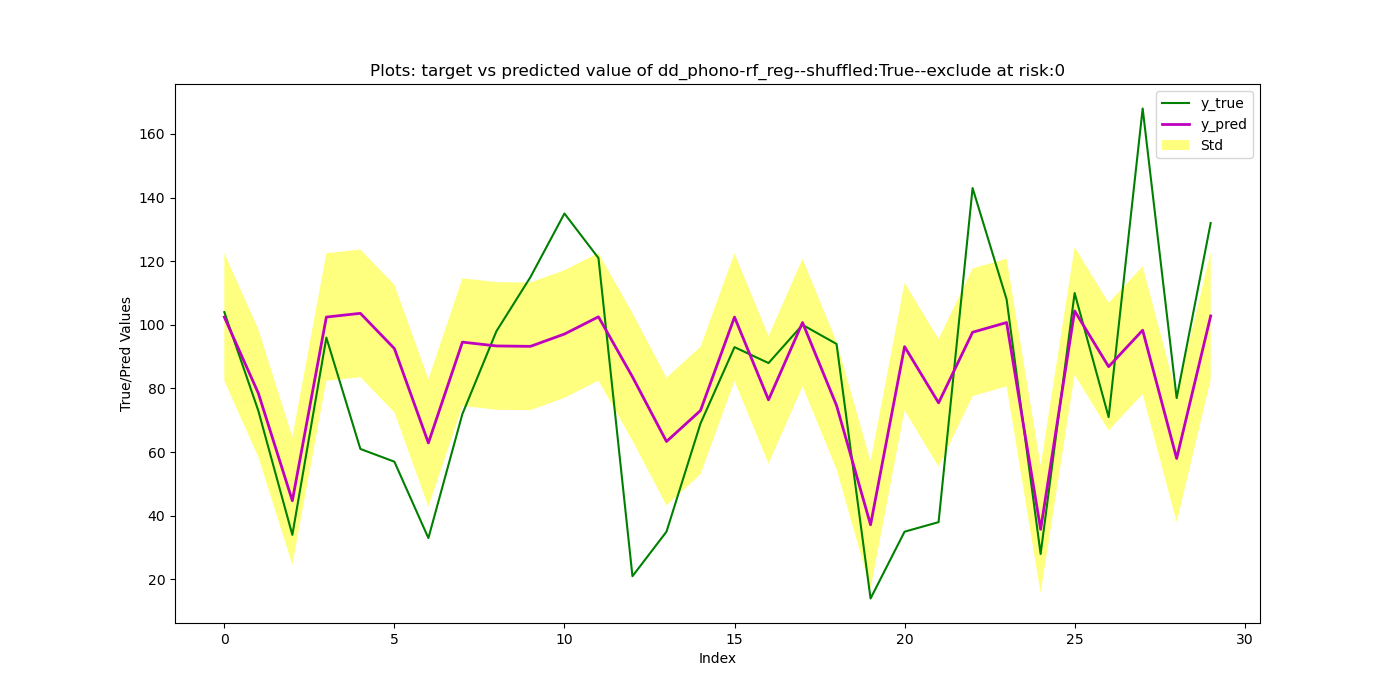 Plots: target vs predicted value of dd_phono-rf_reg--shuffled:True--exclude at risk:0
y_true
y_pred
Std
True/Pred Values
160
140
120
100
80
60
40
20
0
5
10
15
20
25
30
Index